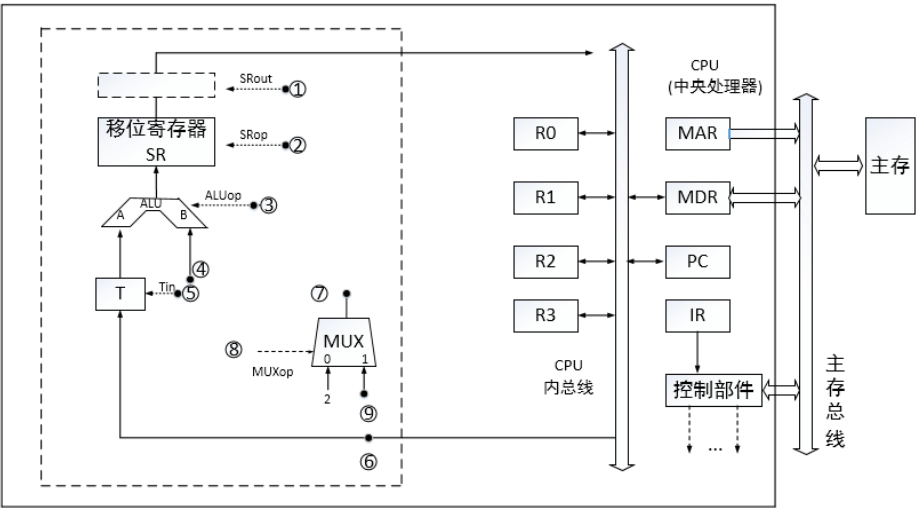 SRout
①
移位寄存器
SR
SRop
②
ALU
A
B
ALUop
③
④
T
Tin
⑤
⑦
MUX
0
1
⑧
MUXop
2
⑨
⑥
R0
R1
R2
R3
CPU
内总线
CPU
(中央处理器)
MAR
MDR
PC
IR
控制部件
...
主存总线
主存